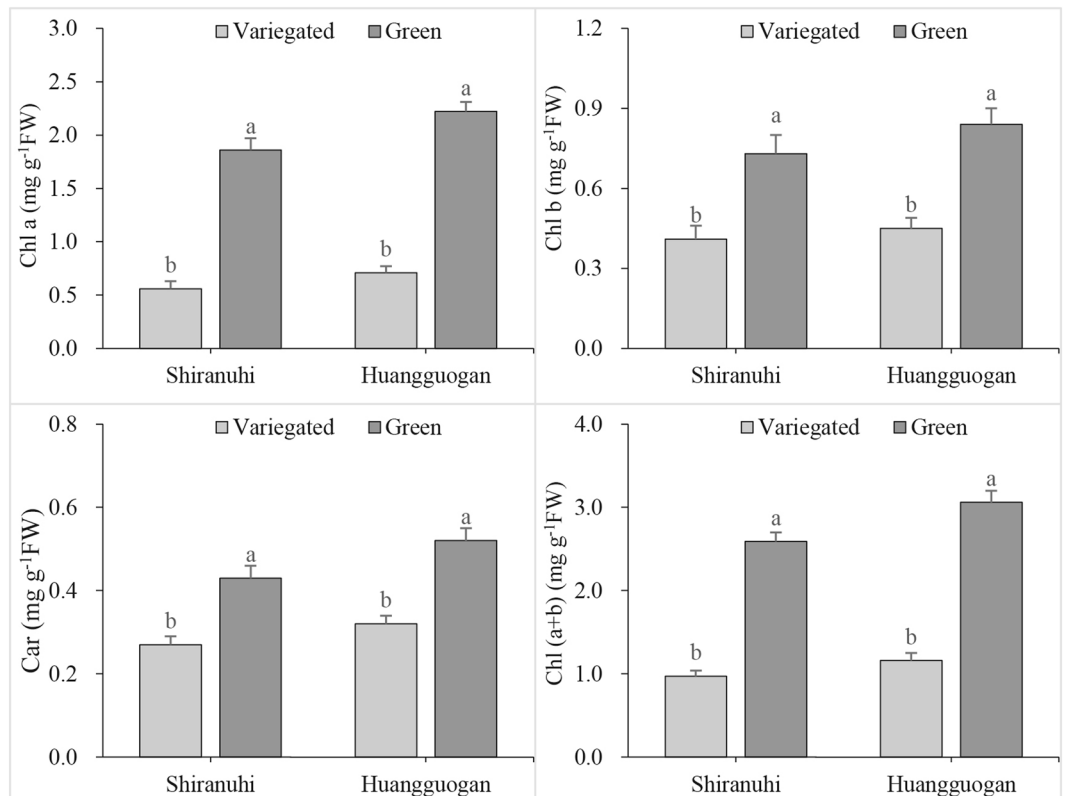 3.0
Variegated Green
2.5
2.0
1.5
1.0
0.5
0.0
Chl a (mg g-1FW)
b
a
b
a
Shiranuhi Huangguogan
1.2
Variegated Green
0.9
0.6
0.3
0.0
Chl b (mg g-1FW)
b
a
b
a
Shiranuhi Huangguogan
0.8
Variegated Green
0.6
0.4
0.2
0.0
Car (mg g-1FW)
b
a
b
a
Shiranuhi Huangguogan
4.0
Variegated Green
3.0
2.0
1.0
0.0
Chl (a+b) (mg g-1FW)
b
a
b
a
Shiranuhi Huangguogan